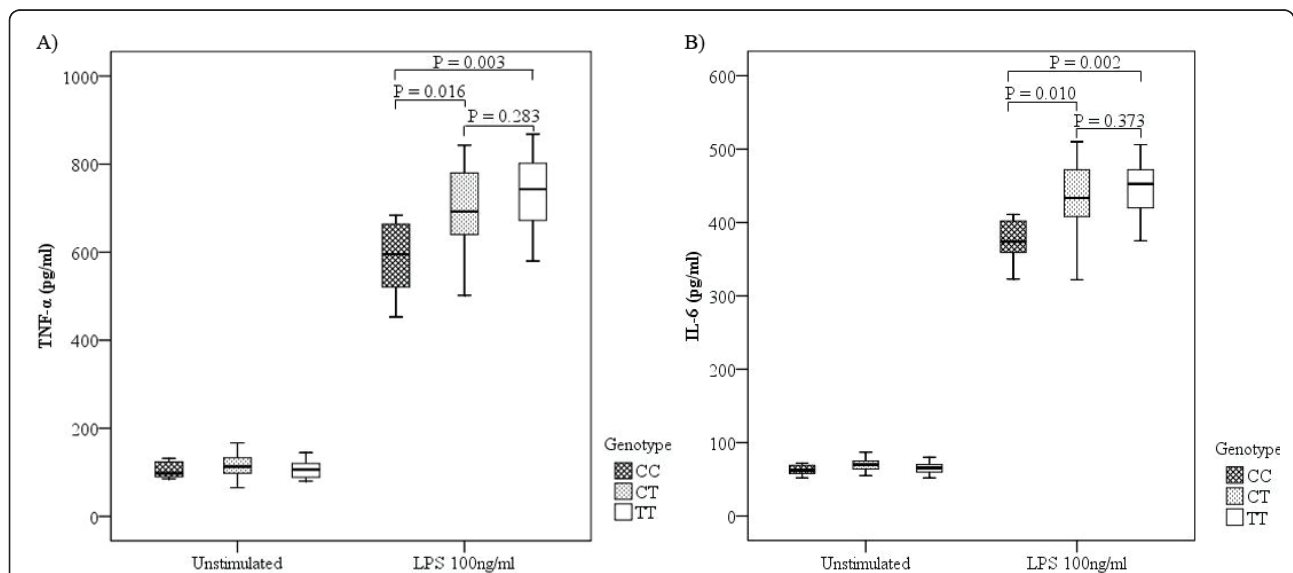 A)
P = 0.003
P = 0.016
P = 0.283
1000
800
600
400
200
0
TNF-α (pg/ml)
Unstimulated
LPS 100ng/ml
Genotype
CC
CT
TT
B)
P = 0.002
P = 0.010
P = 0.373
600
500
400
300
200
100
0
IL-6 (pg/ml)
Unstimulated
LPS 100ng/ml
Genotype
CC
CT
TT